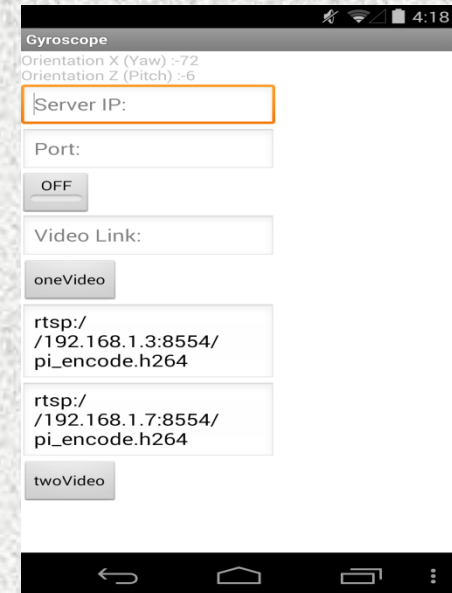 4:18
Gyroscope
Orientation X (Yaw) :-72
Orientation Z (Pitch) :-6
Server IP:
Port:
OFF
Video Link:
oneVideo
rtsp:/
/192.168.1.3:8554/
pi_encode.h264
rtsp:/
/192.168.1.7:8554/
pi_encode.h264
twoVideo